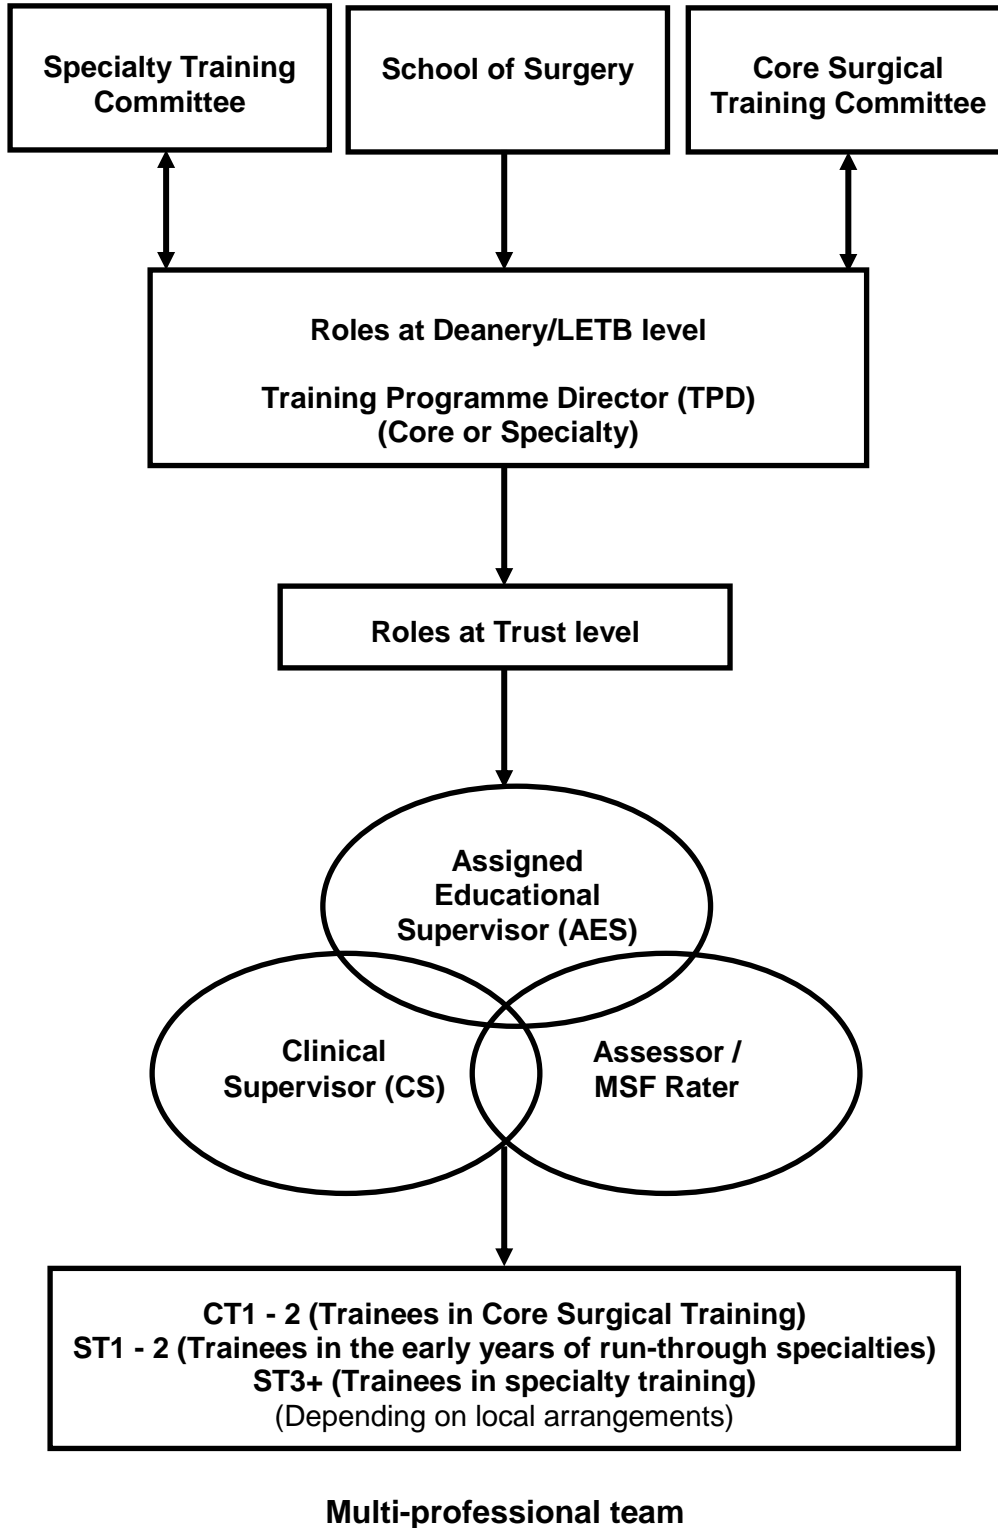 Specialty Training
Committee
School of Surgery
Core Surgical
Training Committee
Roles at Deanery/LETB level
Training Programme Director (TPD)
(Core or Specialty)
Roles at Trust level
Assigned
Educational
Supervisor (AES)
Clinical
Supervisor (CS)
Assessor /
MSF Rater
CT1 - 2 (Trainees in Core Surgical Training)
ST1 - 2 (Trainees in the early years of run-through specialties)
ST3+ (Trainees in specialty training)
(Depending on local arrangements)
Multi-professional team